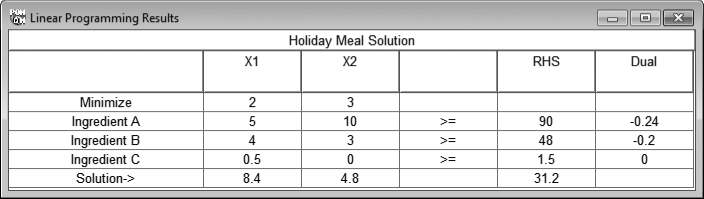 Linear Programming Results
Holiday Meal Solution
X1 X2 RHS Dual
Minimize 2 3
Ingredient A 5 10 >= 90 -0.24
Ingredient B 4 3 >= 48 -0.2
Ingredient C 0.5 0 >= 1.5 0
Solution-> 8.4 4.8 31.2